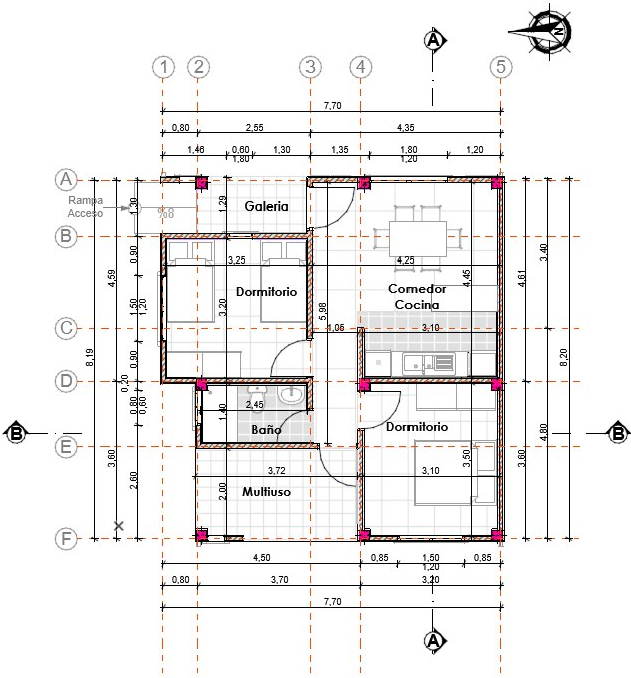 N
A
1 2 3 4 5
7,70
0,80 2,55 4,35
1,46 0,60 1,30 1,35 1,80 1,20
1,80 1,20
A
Rampa
Acceso
%8
1,30
1,29
Galeria
B
3,25
4,25
Dormitorio
Comedor
Cocina
0,90
4,59
1,50
1,20
3,20
5,98
4,45
4,61
3,40
C
1,05
3,10
8,19
0,90
8,20
D
0,20
0,80
0,60
1,40
2,45
Baño
Dormitorio
B
B
E
3,72
3,10
3,50
3,60
4,80
3,60
2,60
2,00
Multiuso
F
4,50 0,85 1,50 0,85
1,20
0,80 3,70 3,20
7,70
A